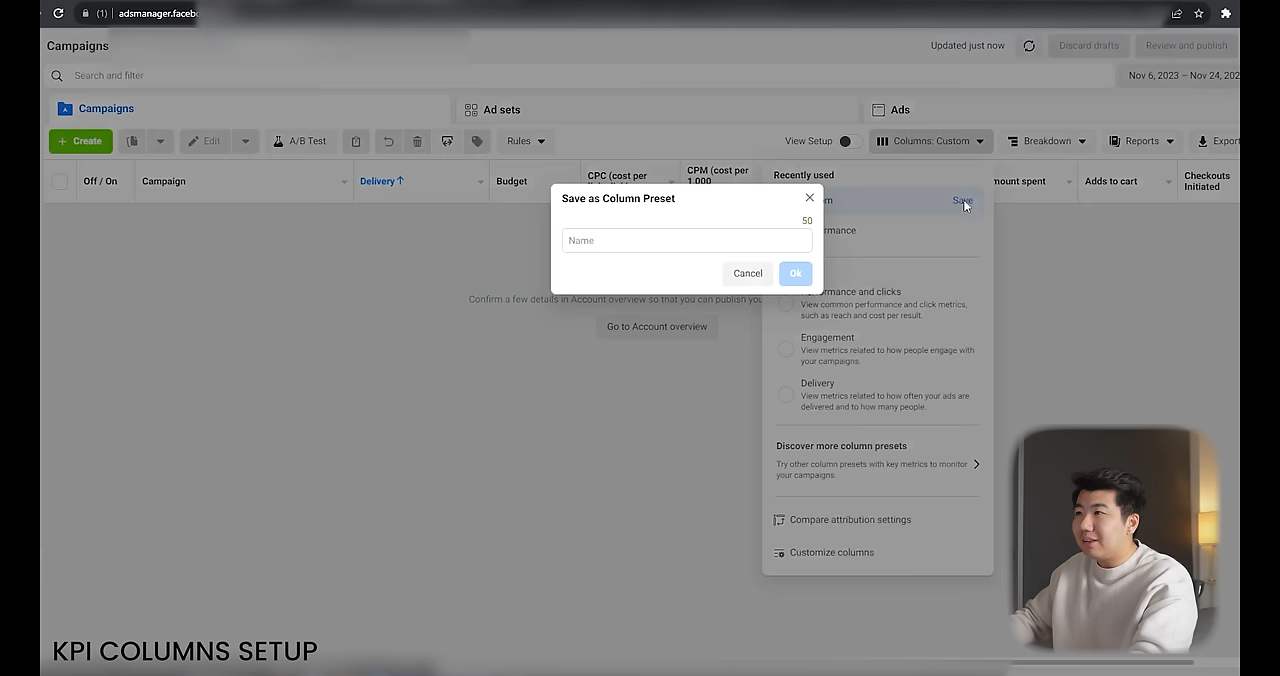 (1)
adsmanager.facebo
Campaigns
Updated just now
Discard drafts
Review and publish
Search and filter
Nov 6, 2023 – Nov 24, 202
Campaigns
Ad sets
Ads
+ Create
Edit
A/B Test
Rules
View Setup
Columns: Custom
Breakdown
Reports
Export
Off / On
Campaign
Delivery ↑
Budget
CPC (cost per
CPM (cost per
1,000
Recently used
mount spent
Adds to cart
Checkouts
Initiated
om
Save
rmance
Save as Column Preset
50
Name
Cancel
Ok
Confirm a few details in Account overview so that you can publish you
Go to Account overview
ormance and clicks
View common performance and click metrics,
such as reach and cost per result.
Engagement
View metrics related to how people engage with
your campaigns.
Delivery
View metrics related to how often your ads are
delivered and to how many people.
Discover more column presets
Try other column presets with key metrics to monitor
your campaigns.
Compare attribution settings
Customize columns
KPI COLUMNS SETUP